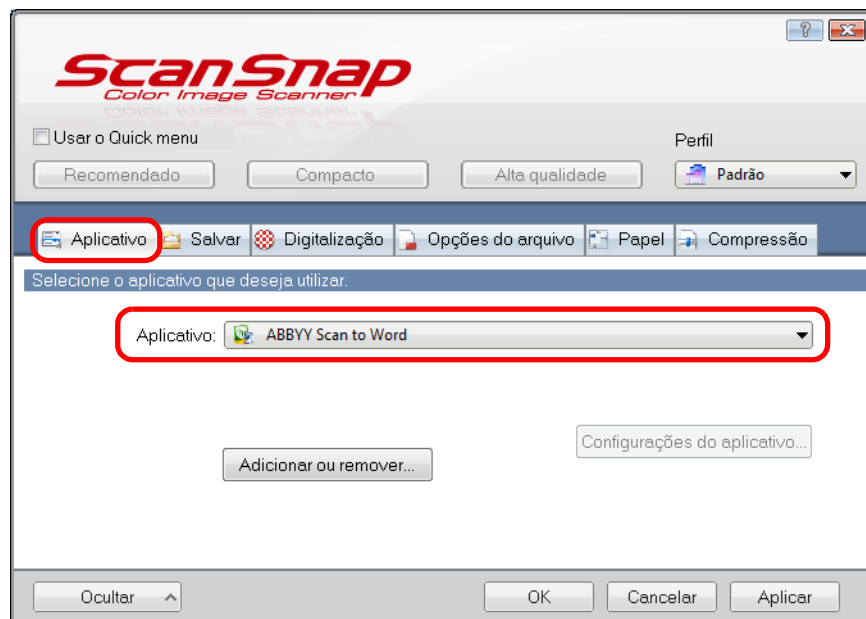 ScanSnap
Color Image Scanner
Usar o Quick menu
Perfil
Recomendado Compacto Alta qualidade Padrão
Aplicativo Salvar Digitalização Opções do arquivo Papel Compressão
Selecione o aplicativo que deseja utilizar.
Aplicativo: ABBYY Scan to Word
Configurações do aplicativo...
Adicionar ou remover...
Ocultar OK Cancelar Aplicar